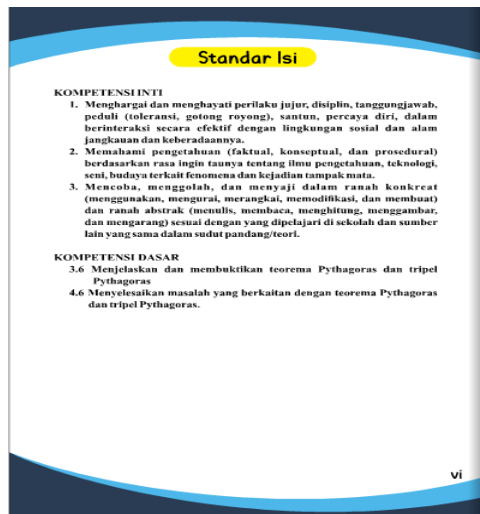 Standar Isi
KOMPETENSI INTI
1. Menghargai dan menghayati perilaku jujur, disiplin, tanggungjawab,
peduli (toleransi, gotong royong), santun, percaya diri, dalam
berinteraksi secara efektif dengan lingkungan sosial dan alam
jangkauan dan keberadaannya.
2. Memahami pengetahuan (faktual, konseptual, dan prosedural)
berdasarkan rasa ingin taunya tentang ilmu pengetahuan, teknologi,
seni, budaya terkait fenomena dan kejadian tampak mata.
3. Mencoba, menggolah, dan menyaji dalam ranah konkreat
(menggunakan, mengurai, merangkai, memodifikasi, dan membuat)
dan ranah abstrak (menulis, membaca, menghitung, menggambar,
dan mengarang) sesuai dengan yang dipelajari di sekolah dan sumber
lain yang sama dalam sudut pandang/teori.
KOMPETENSI DASAR
3.6 Menjelaskan dan membuktikan teorema Pythagoras dan tripel
Pythagoras
4.6 Menyelesaikan masalah yang berkaitan dengan teorema Pythagoras
dan tripel Pythagoras.
vi